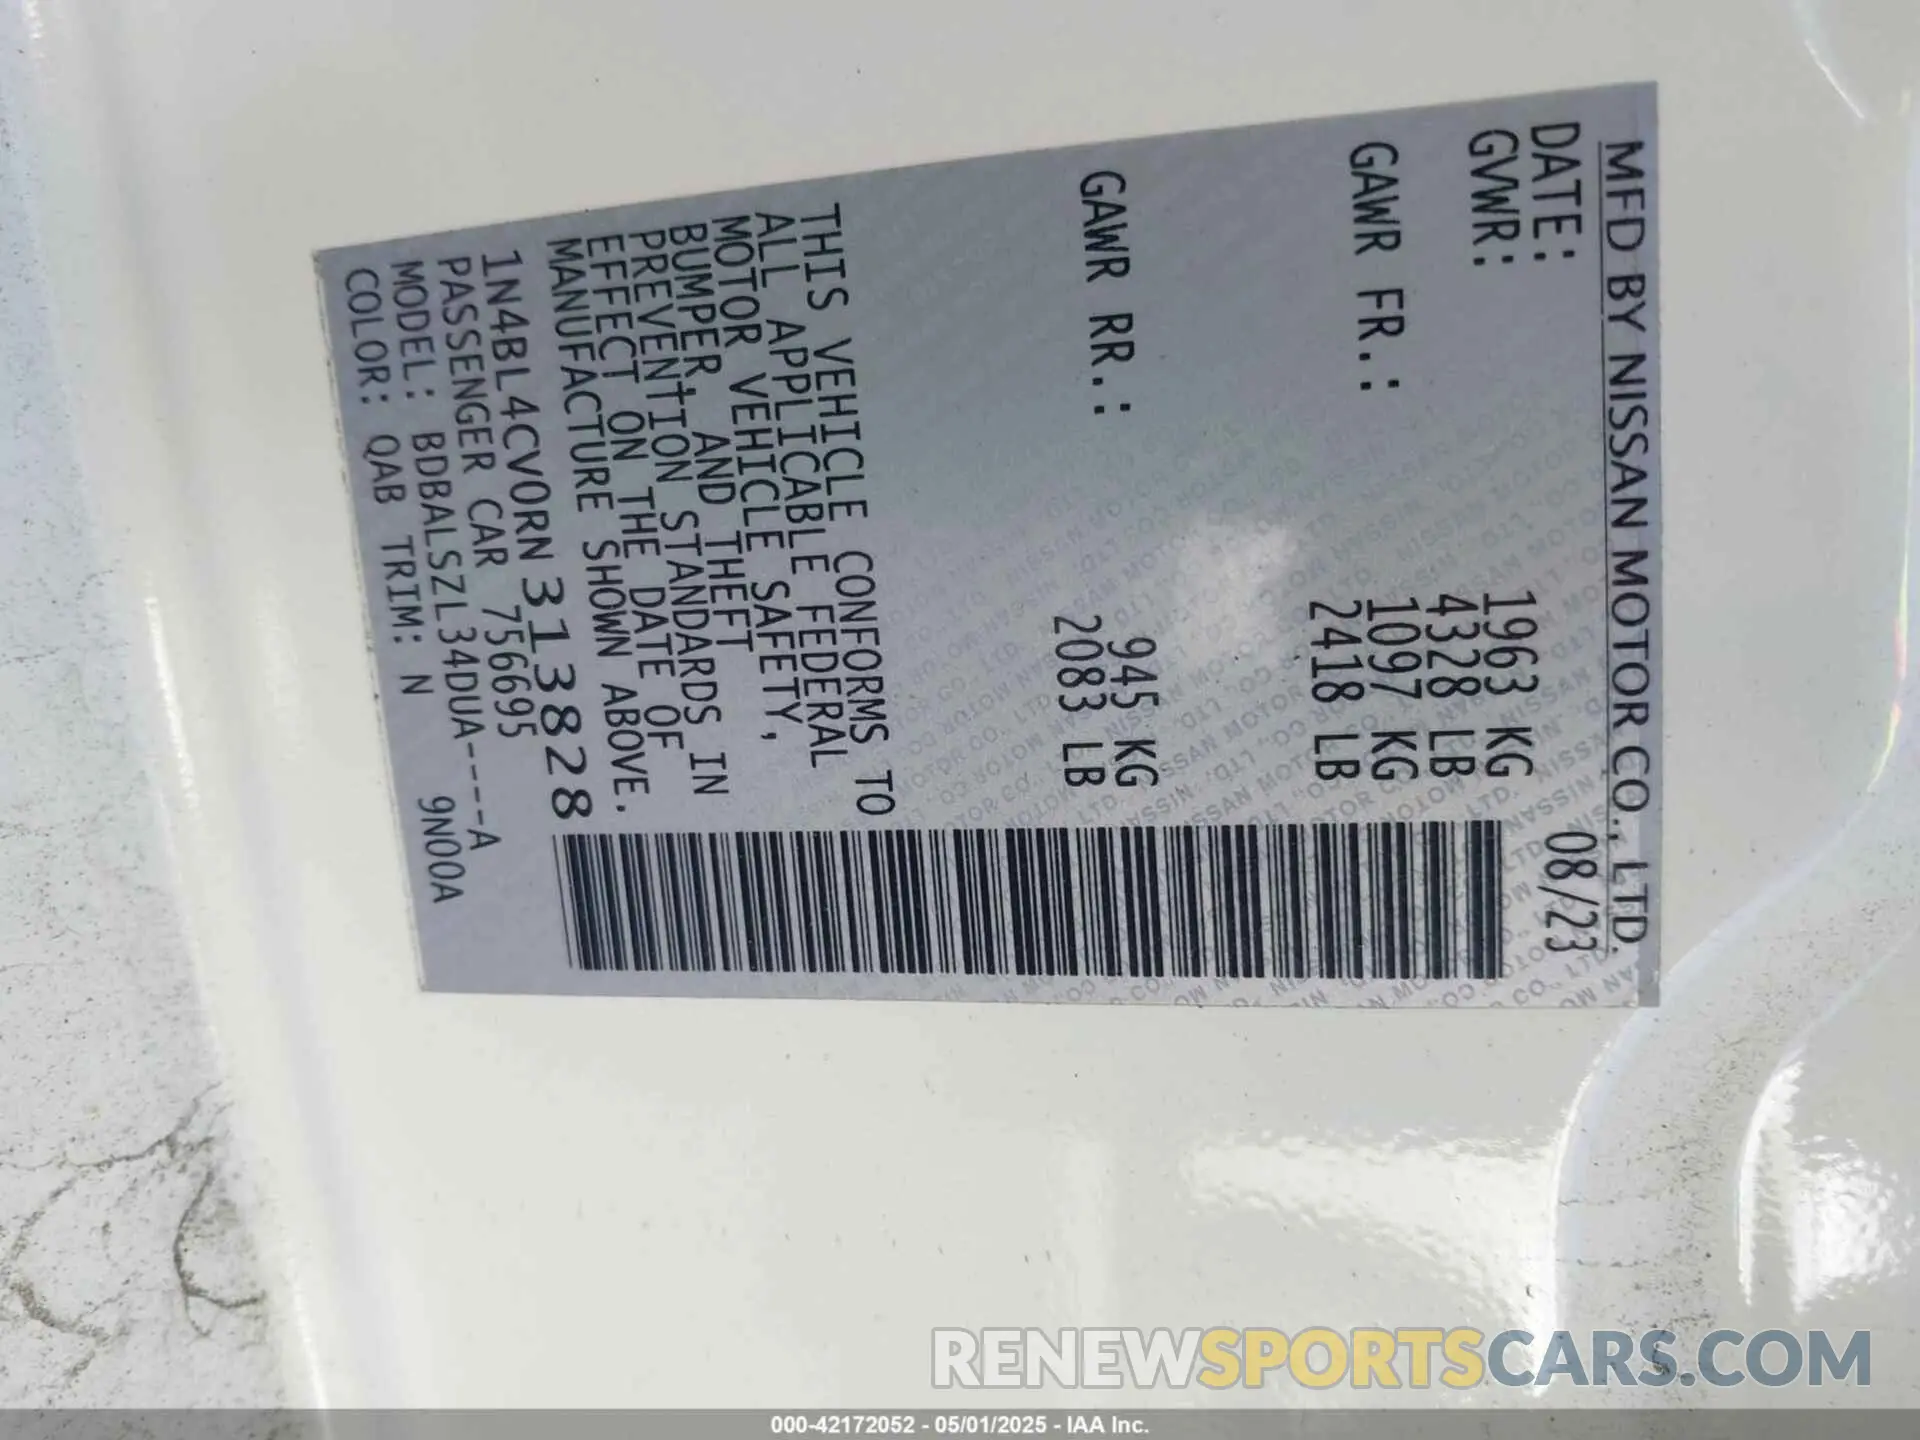 MFD BY NISSAN MOTOR CO., LTD.
DATE: 08/23
GVWR: 1963 KG
4328 LB
GAWR FR.: 1097 KG
2418 LB
GAWR RR.: 945 KG
2083 LB
THIS VEHICLE CONFORMS TO
ALL APPLICABLE FEDERAL
MOTOR VEHICLE SAFETY,
BUMPER, AND THEFT
PREVENTION STANDARDS IN
EFFECT ON THE DATE OF
MANUFACTURE SHOWN ABOVE.
1N4BL4CV0RN313828
PASSENGER CAR 756695
MODEL: BDBALSZL34DUA----A
COLOR: QAB TRIM: N 9N00A
RENEWSPORTSCARS.COM
000-42172052 - 05/01/2025 - IAA Inc.